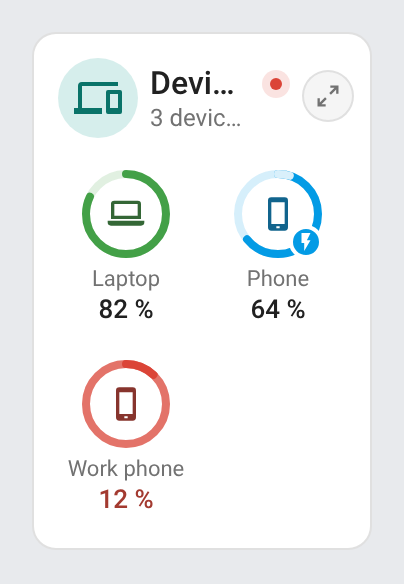 Devi...
3 devic...
Laptop
82 %
Phone
64 %
Work phone
12 %